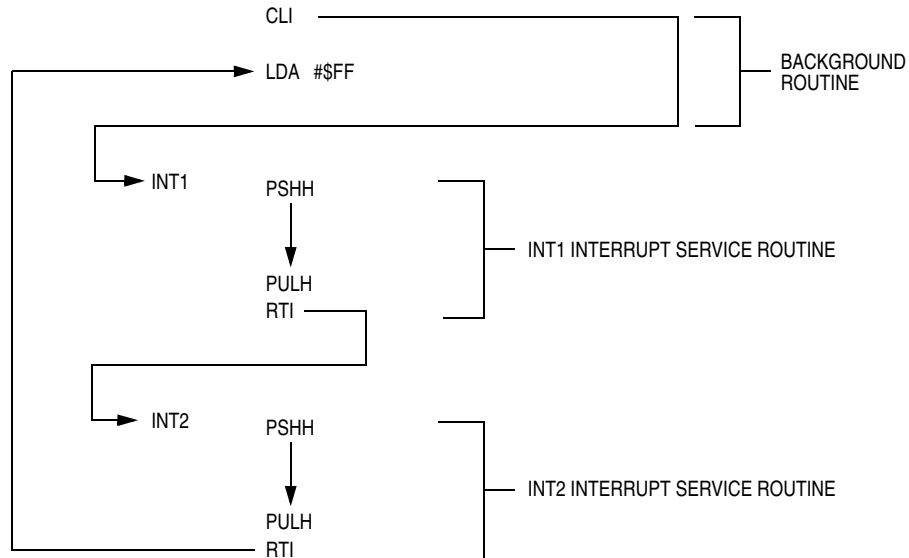 CLI
LDA #$FF
BACKGROUND
ROUTINE
INT1
PSHH
INT1 INTERRUPT SERVICE ROUTINE
PULH
RTI
INT2
PSHH
INT2 INTERRUPT SERVICE ROUTINE
PULH
RTI